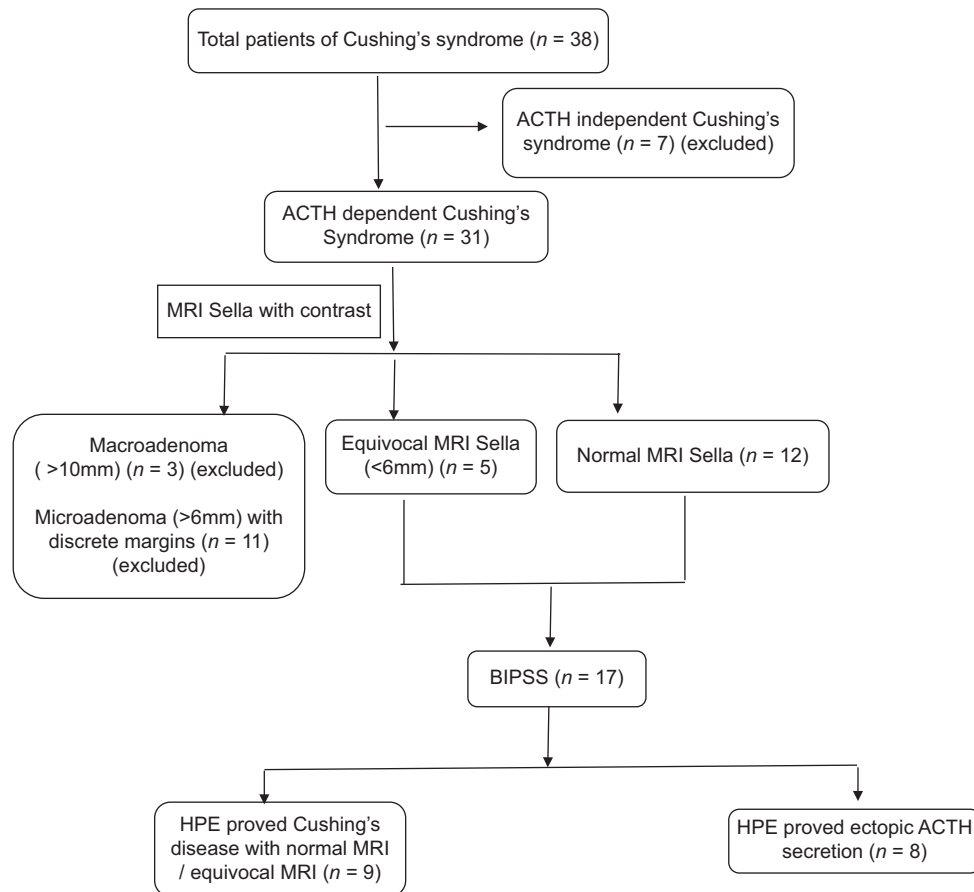 Total patients of Cushing's syndrome (n = 38)
ACTH independent Cushing's
syndrome (n = 7) (excluded)
ACTH dependent Cushing's
Syndrome (n = 31)
MRI Sella with contrast
Macroadenoma
( >10mm) (n = 3) (excluded)
Microadenoma (>6mm) with
discrete margins (n = 11)
(excluded)
Equivocal MRI Sella
(<6mm) (n = 5)
Normal MRI Sella (n = 12)
BIPSS (n = 17)
HPE proved Cushing's
disease with normal MRI
/ equivocal MRI (n = 9)
HPE proved ectopic ACTH
secretion (n = 8)